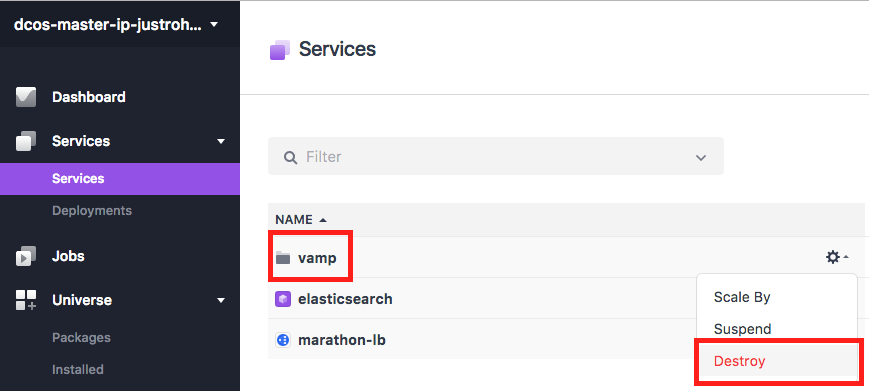 dcos-master-ip-justroh...
Services
Dashboard
Services
Filter
Services
Deployments
NAME
Jobs
vamp
Universe
elasticsearch
Scale By
Packages
marathon-lb
Suspend
Installed
Destroy